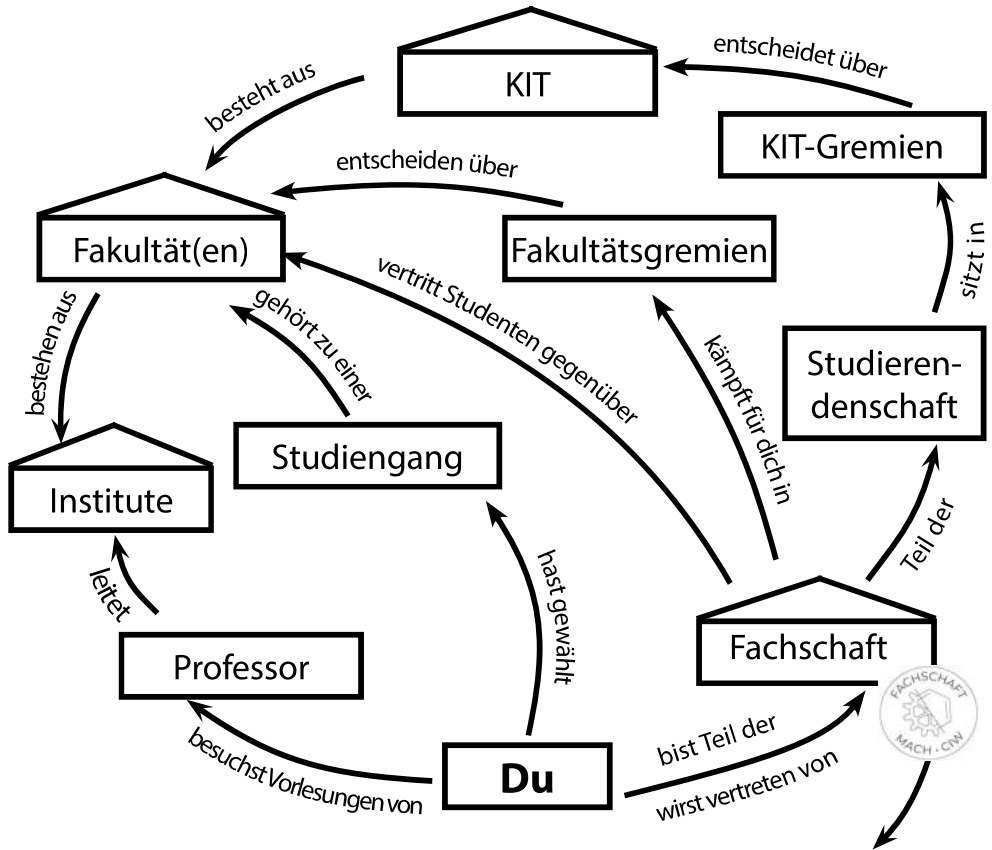 KIT
entscheidet über
besteht aus
KIT-Gremien
entscheiden über
Fakultät(en)
Fakultätsgremien
sitzt in
vertritt Studenten gegenüber
gehört zu einer
bestehen aus
kämpft für dich in
Studieren-
denschaft
Studiengang
Institute
Teil der
leitet
hast gewählt
Professor
Fachschaft
FACHSCHAFT
MACH · CIW
bist Teil der
besuchst Vorlesungen von
Du
wirst vertreten von